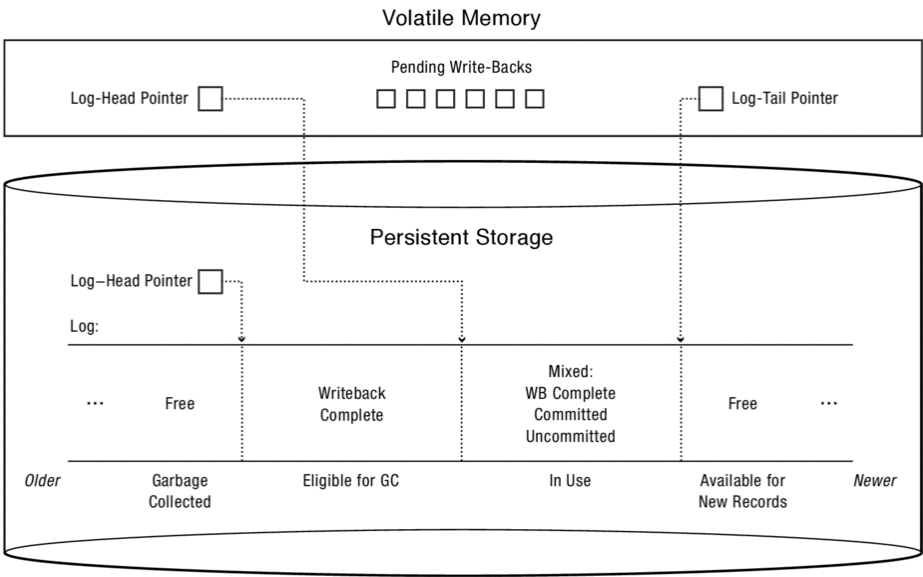 Volatile Memory
Pending Write-Backs
Log-Head Pointer
Log-Tail Pointer
Persistent Storage
Log–Head Pointer
Log:
...
Free
Writeback
Complete
Mixed:
WB Complete
Committed
Uncommitted
Free
...
Older
Garbage
Collected
Eligible for GC
In Use
Available for
New Records
Newer